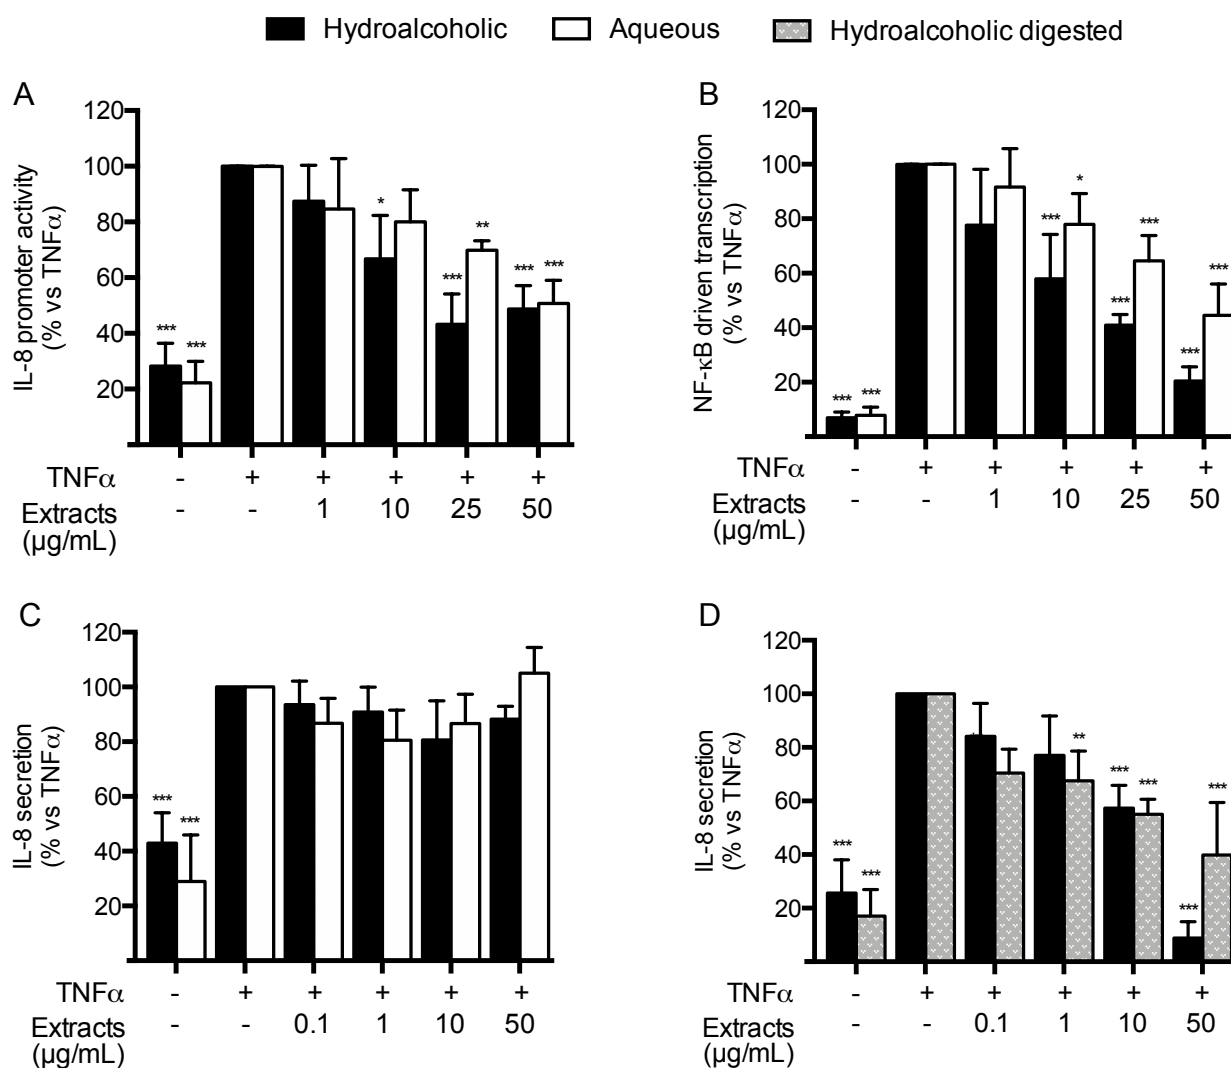 Hydroalcoholic Aqueous Hydroalcoholic digested
A
IL-8 promoter activity
(% vs TNFα)
120
100
80
60
40
20
*** *** * *** ** *** ***
TNFα - + + + + +
Extracts - - 1 10 25 50
(µg/mL)
B
NF-κB driven transcription
(% vs TNFα)
120
100
80
60
40
20
*** *** *** * *** *** *** ***
TNFα - + + + + +
Extracts - - 1 10 25 50
(µg/mL)
C
IL-8 secretion
(% vs TNFα)
120
100
80
60
40
20
*** ***
TNFα - + + + + +
Extracts - - 0.1 1 10 50
(µg/mL)
D
IL-8 secretion
(% vs TNFα)
120
100
80
60
40
20
*** *** ** *** *** *** ***
TNFα - + + + + +
Extracts - - 0.1 1 10 50
(µg/mL)